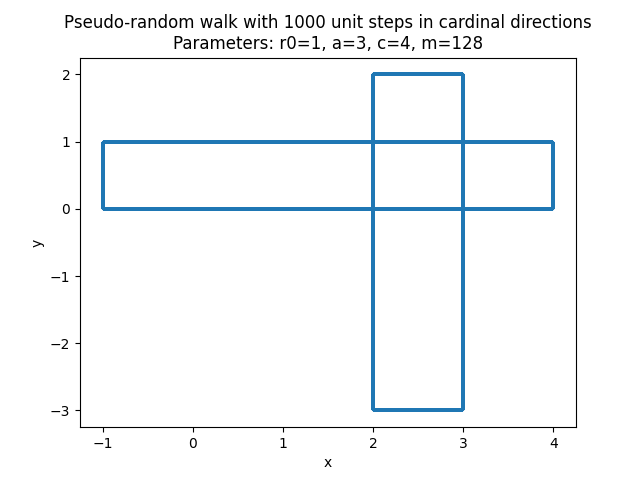 Pseudo-random walk with 1000 unit steps in cardinal directions
Parameters: r0=1, a=3, c=4, m=128
2
1
0
−1
−2
−3
y
−1 0 1 2 3 4
x